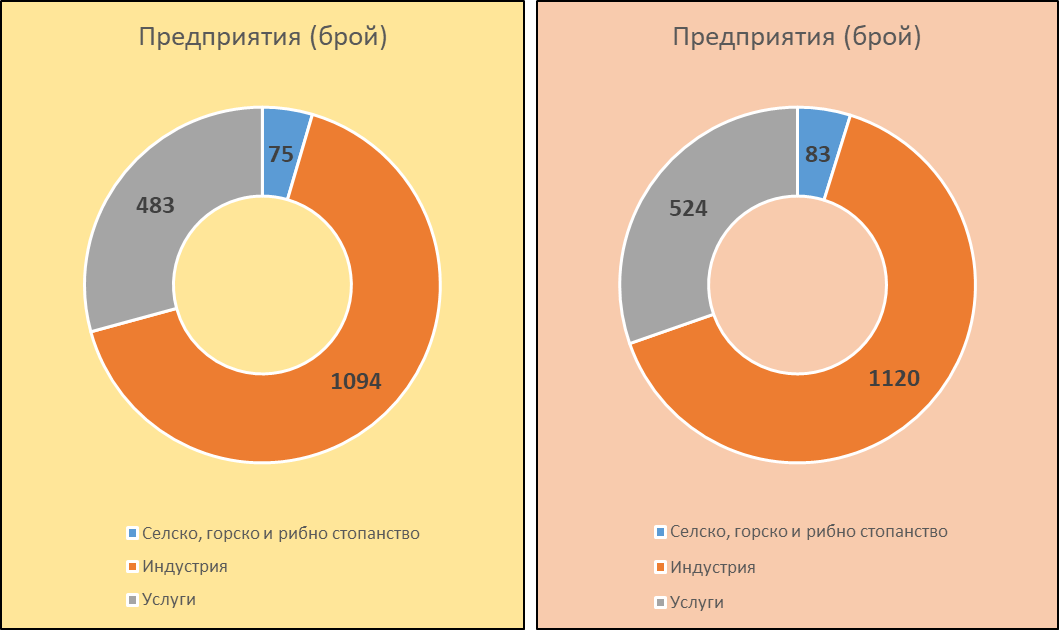 Предприятия (брой)
75
483
1094
Селско, горско и рибно стопанство
Индустрия
Услуги
Предприятия (брой)
83
524
1120
Селско, горско и рибно стопанство
Индустрия
Услуги